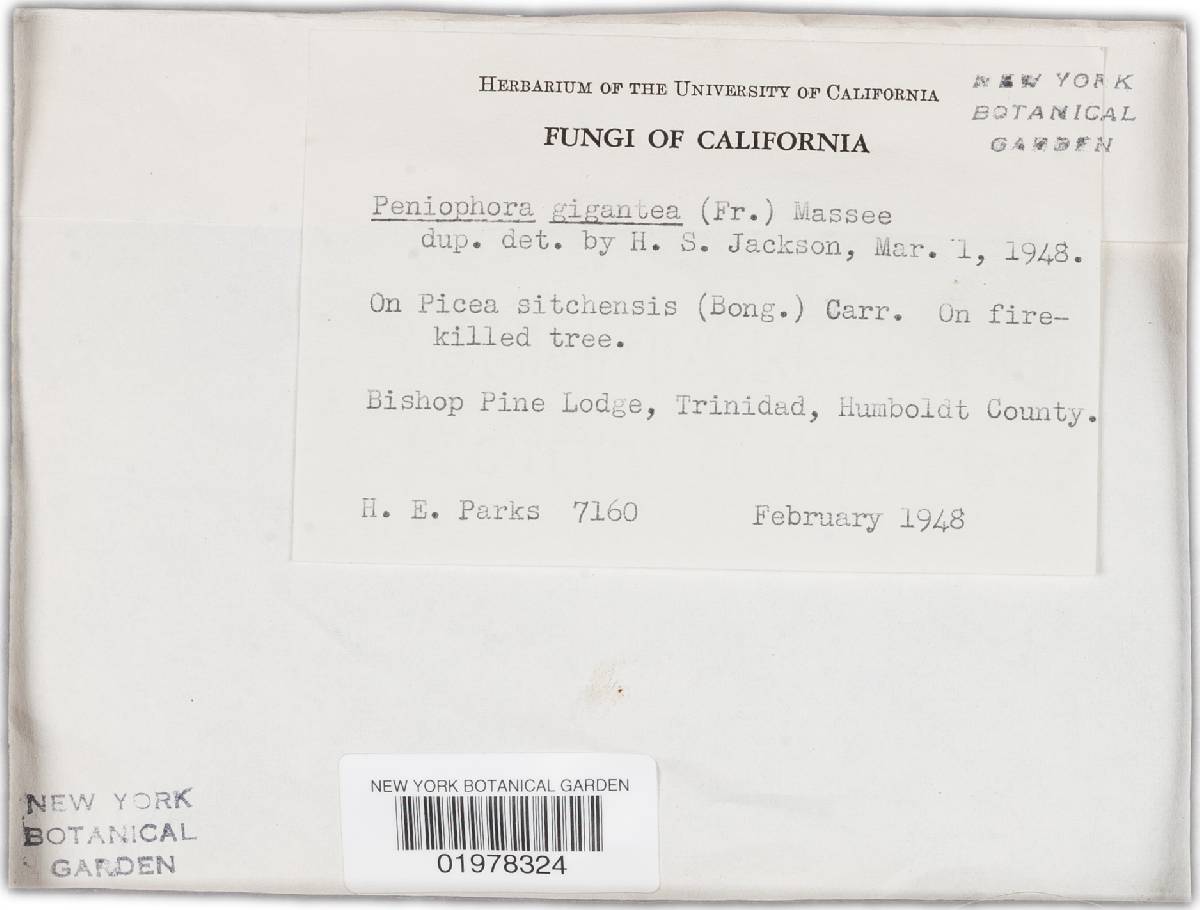 HERBARIUM OF THE UNIVERSITY OF CALIFORNIA
NEW YORK
BOTANICAL
GARDEN
FUNGI OF CALIFORNIA
Peniophora gigantea (Fr.) Massee
dup. det. by H. S. Jackson, Mar. 1, 1948.
On Picea sitchensis (Bong.) Carr. On fire-
killed tree.
Bishop Pine Lodge, Trinidad, Humboldt County.
H. E. Parks 7160 February 1948
NEW YORK BOTANICAL GARDEN
01978324
NEW YORK
BOTANICAL
GARDEN